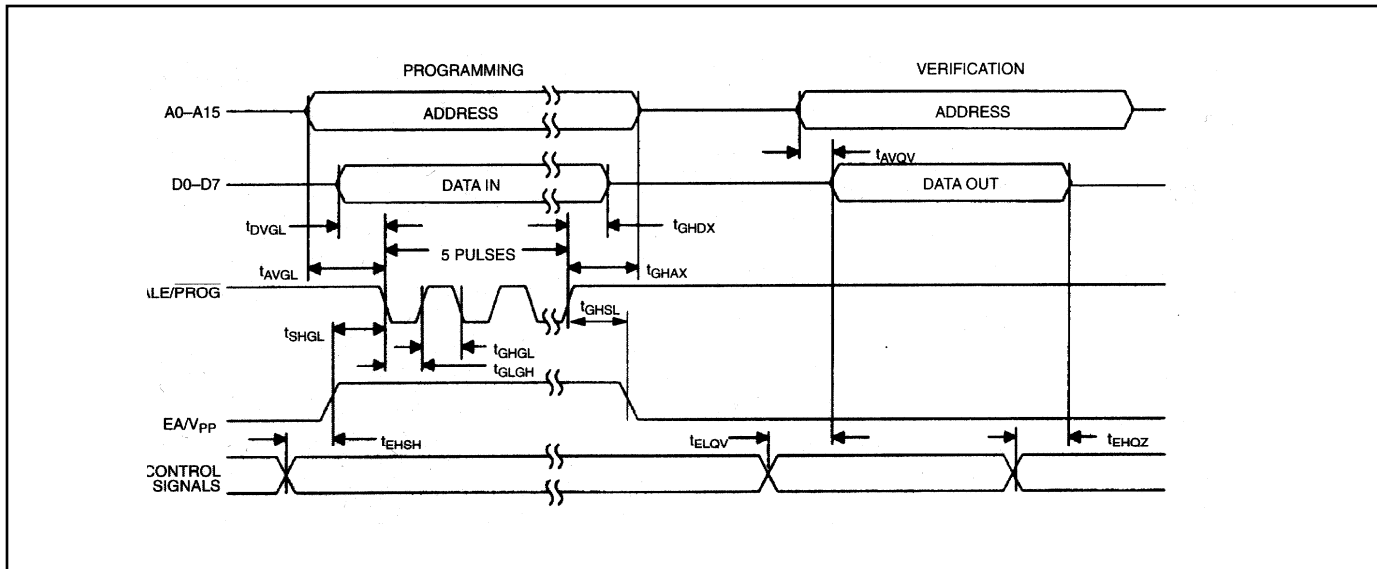 PROGRAMMING VERIFICATION
A0–A15 ADDRESS ADDRESS
tAVQV
D0–D7 DATA IN DATA OUT
tDVGL tGHDX
5 PULSES
tAVGL tGHAX
ALE/PROG
tSHGL tGHSL
tGHGL
tGLGH
EA/VPP
tEHSH tELQV tEHQZ
CONTROL
SIGNALS